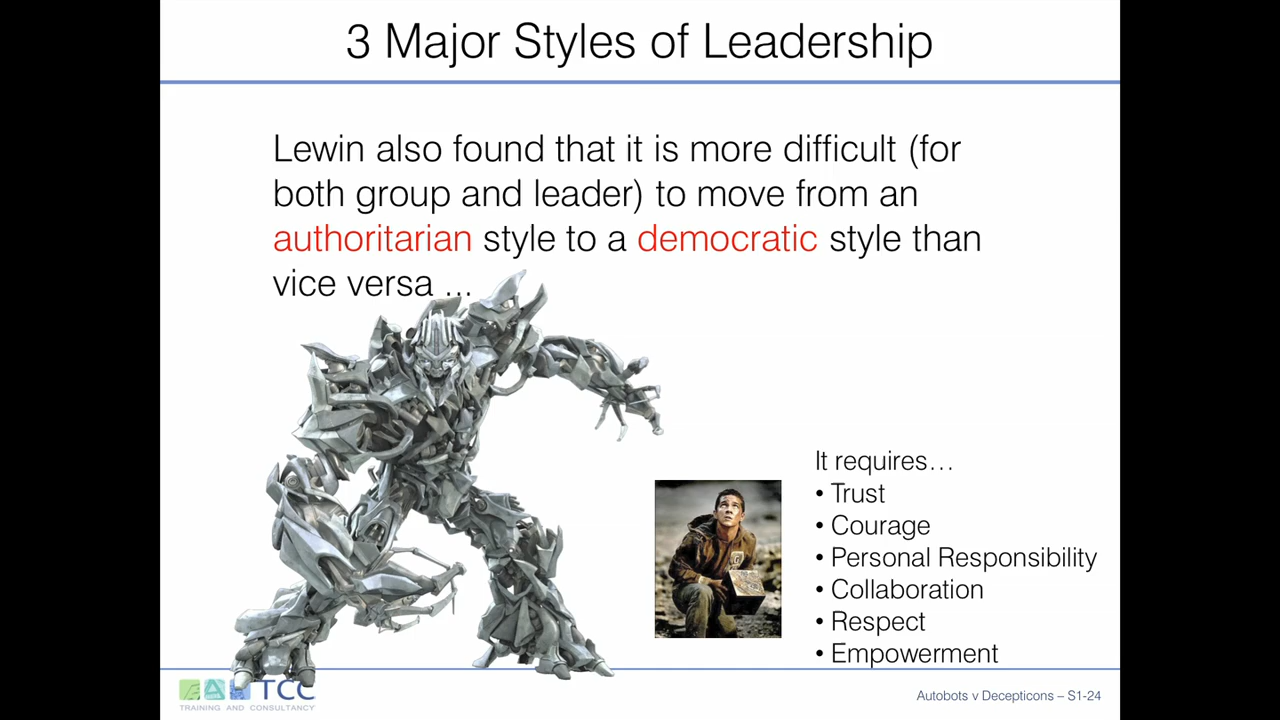 3 Major Styles of Leadership
Lewin also found that it is more difficult (for
both group and leader) to move from an
authoritarian style to a democratic style than
vice versa ...
It requires…
• Trust
• Courage
• Personal Responsibility
• Collaboration
• Respect
• Empowerment
TCC
TRAINING AND CONSULTANCY
Autobots v Decepticons – S1-24